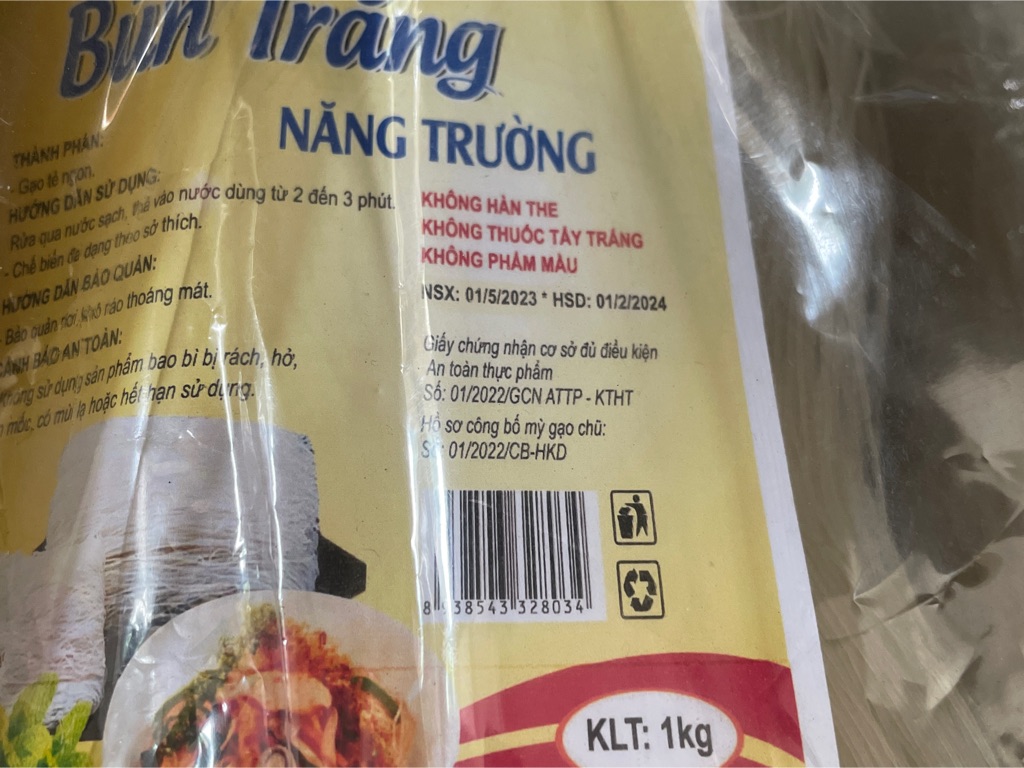 Bún Trắng
NĂNG TRƯỜNG
THÀNH PHẦN:
- Gạo tẻ ngon.
HƯỚNG DẪN SỬ DỤNG:
Rửa qua nước sạch, thả vào nước dùng từ 2 đến 3 phút.
- Chế biến đa dạng theo sở thích.
HƯỚNG DẪN BẢO QUẢN:
- Bảo quản nơi khô ráo thoáng mát.
CẢNH BÁO AN TOÀN:
Không sử dụng sản phẩm bao bì bị rách, hở,
mốc, có mùi lạ hoặc hết hạn sử dụng.
KHÔNG HÀN THE
KHÔNG THUỐC TẨY TRẮNG
KHÔNG PHẨM MÀU
NSX: 01/5/2023 * HSD: 01/2/2024
Giấy chứng nhận cơ sở đủ điều kiện
An toàn thực phẩm
Số: 01/2022/GCN ATTP - KTHT
Hồ sơ công bố mỳ gạo chũ:
Số: 01/2022/CB-HKD
8 938543 328034
KLT: 1kg